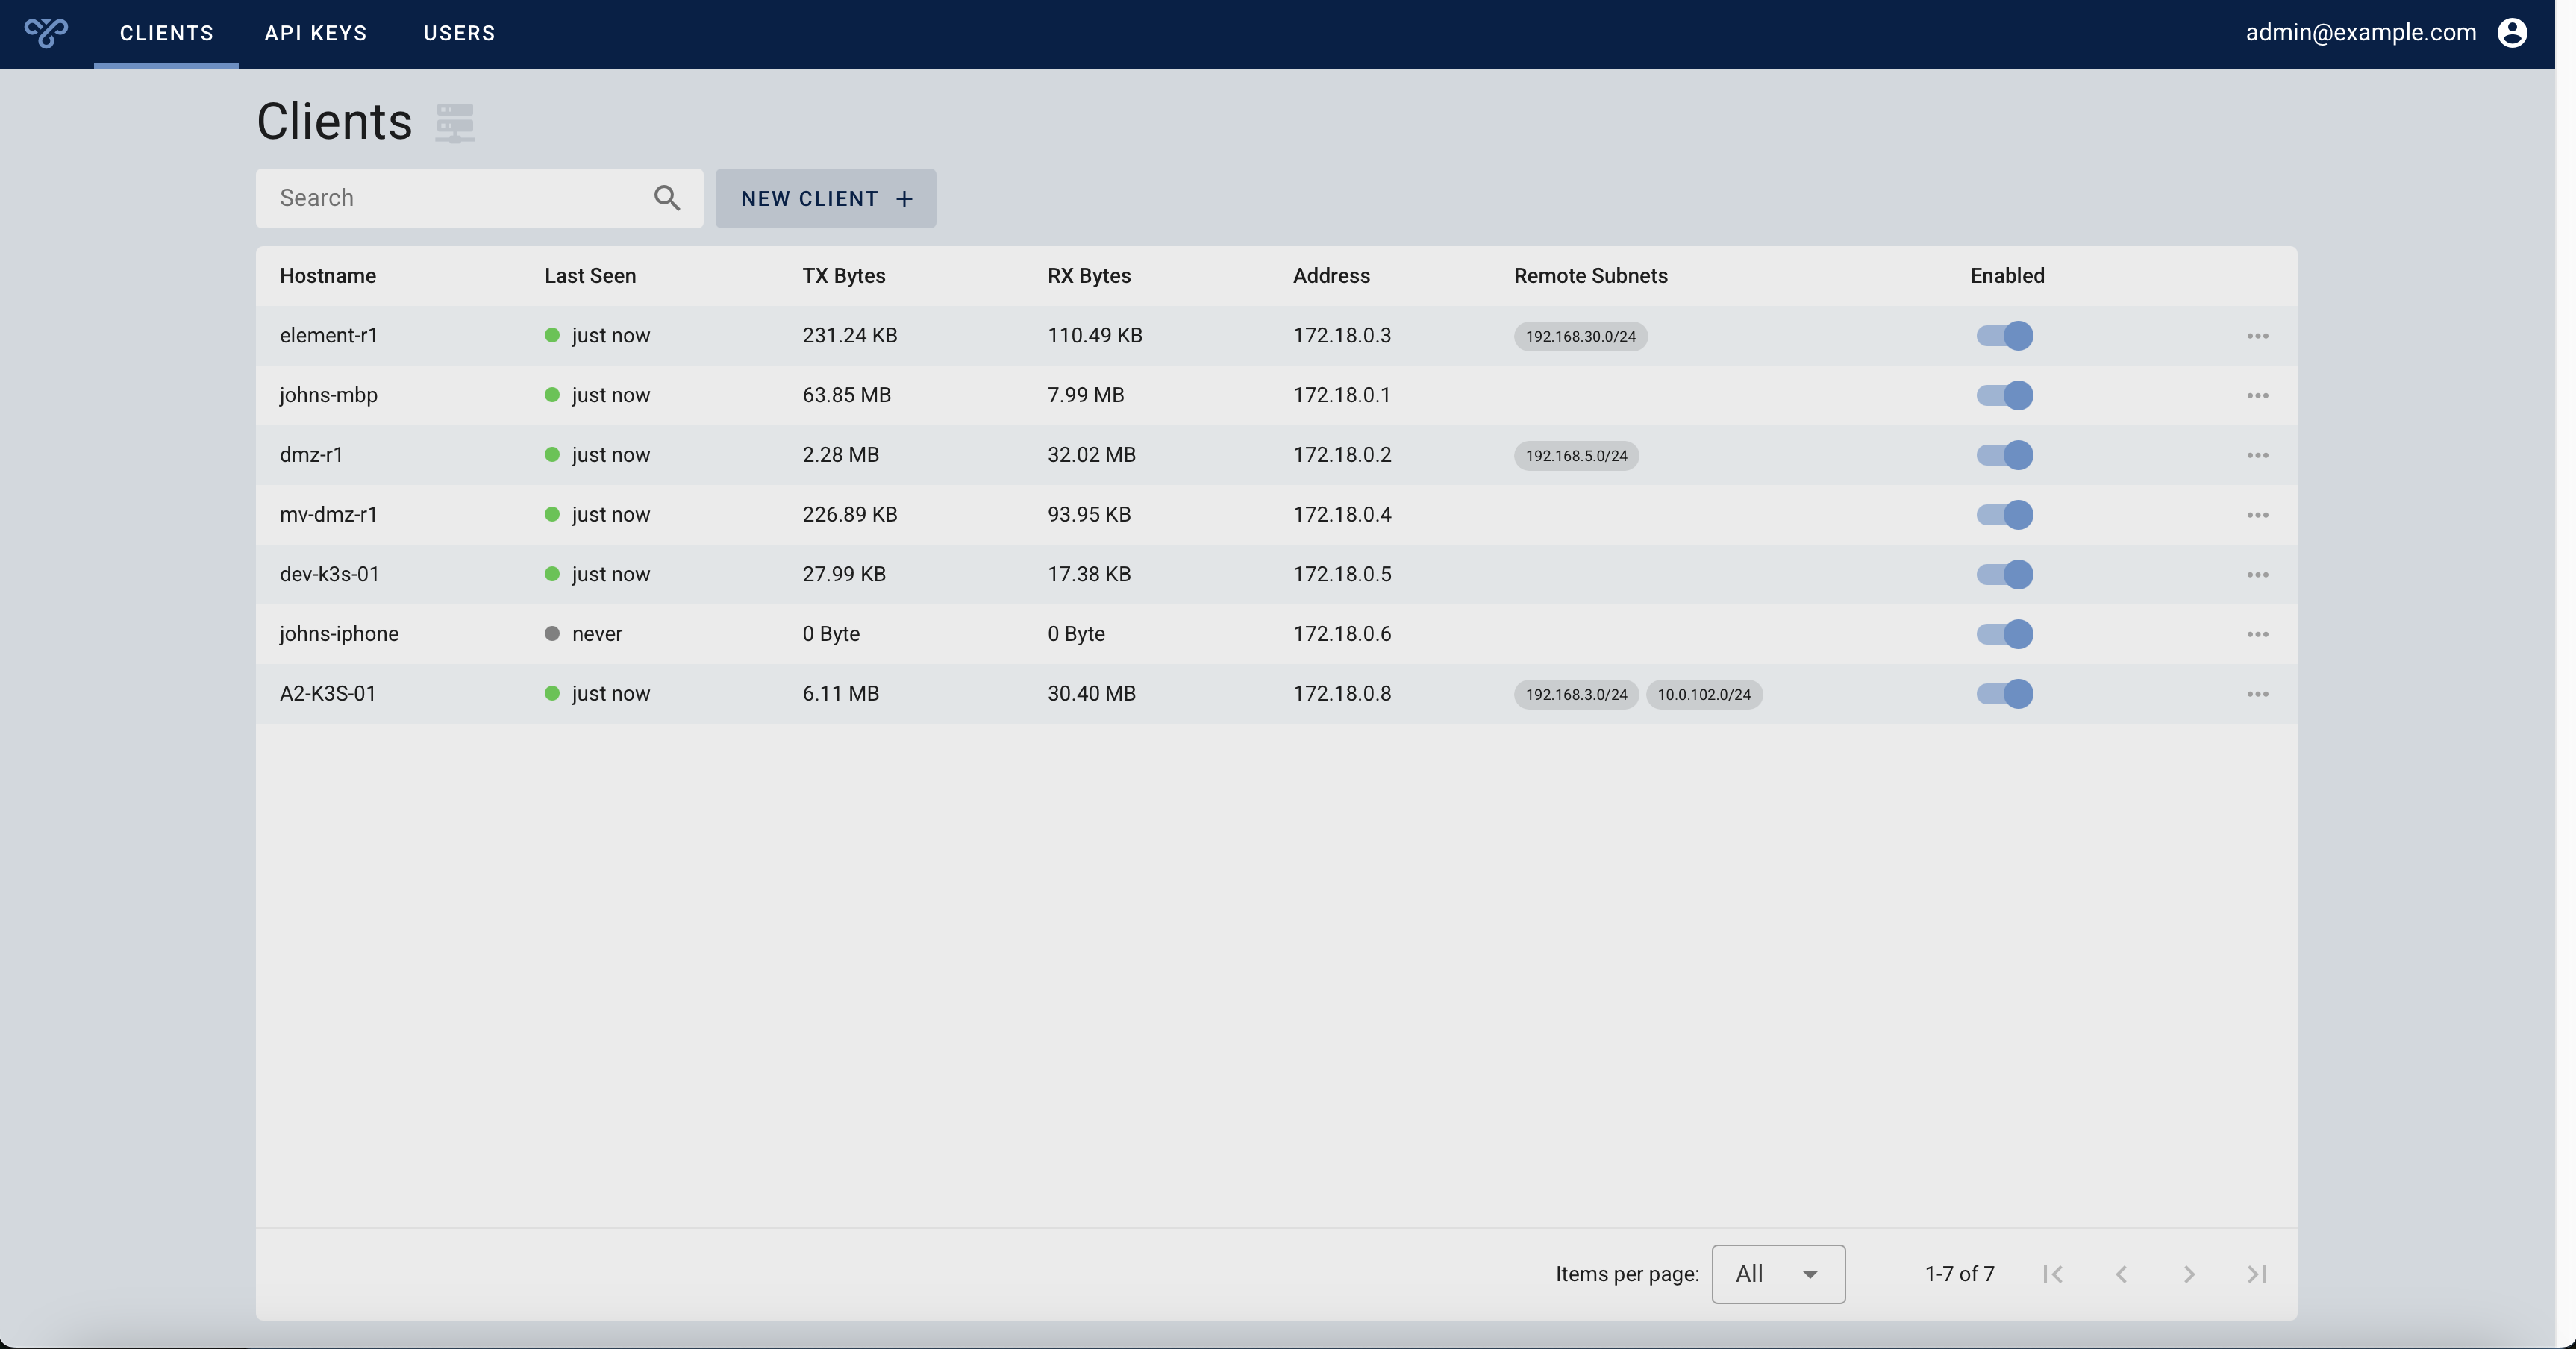 CLIENTS API KEYS USERS admin@example.com
Clients
Search NEW CLIENT +
Hostname Last Seen TX Bytes RX Bytes Address Remote Subnets Enabled
element-r1 just now 231.24 KB 110.49 KB 172.18.0.3 192.168.30.0/24
johns-mbp just now 63.85 MB 7.99 MB 172.18.0.1
dmz-r1 just now 2.28 MB 32.02 MB 172.18.0.2 192.168.5.0/24
mv-dmz-r1 just now 226.89 KB 93.95 KB 172.18.0.4
dev-k3s-01 just now 27.99 KB 17.38 KB 172.18.0.5
johns-iphone never 0 Byte 0 Byte 172.18.0.6
A2-K3S-01 just now 6.11 MB 30.40 MB 172.18.0.8 192.168.3.0/24 10.0.102.0/24
Items per page: All 1-7 of 7